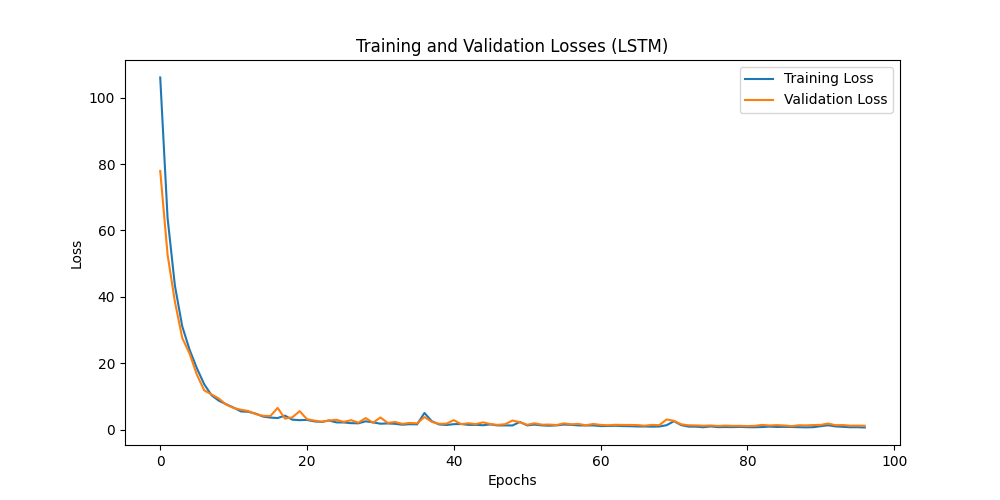 Training and Validation Losses (LSTM)
Training Loss
Validation Loss
100
80
60
40
20
0
Loss
0 20 40 60 80 100
Epochs